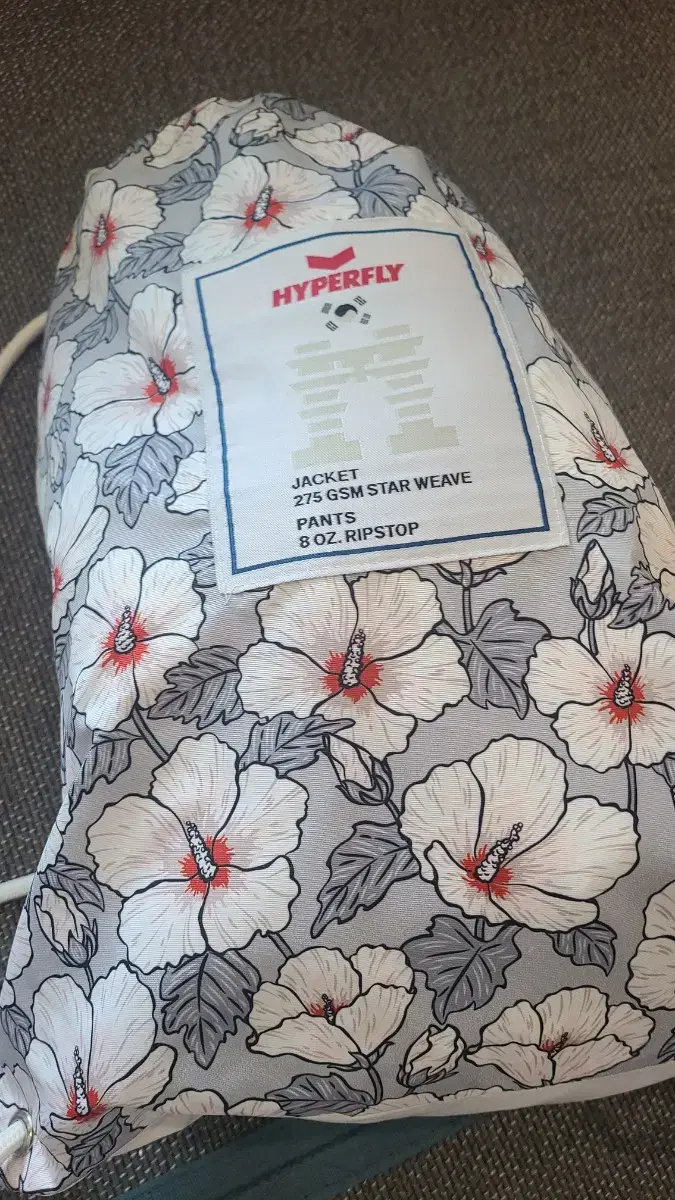 HYPERFLY
JACKET
275 GSM STAR WEAVE
PANTS
8 OZ. RIPSTOP